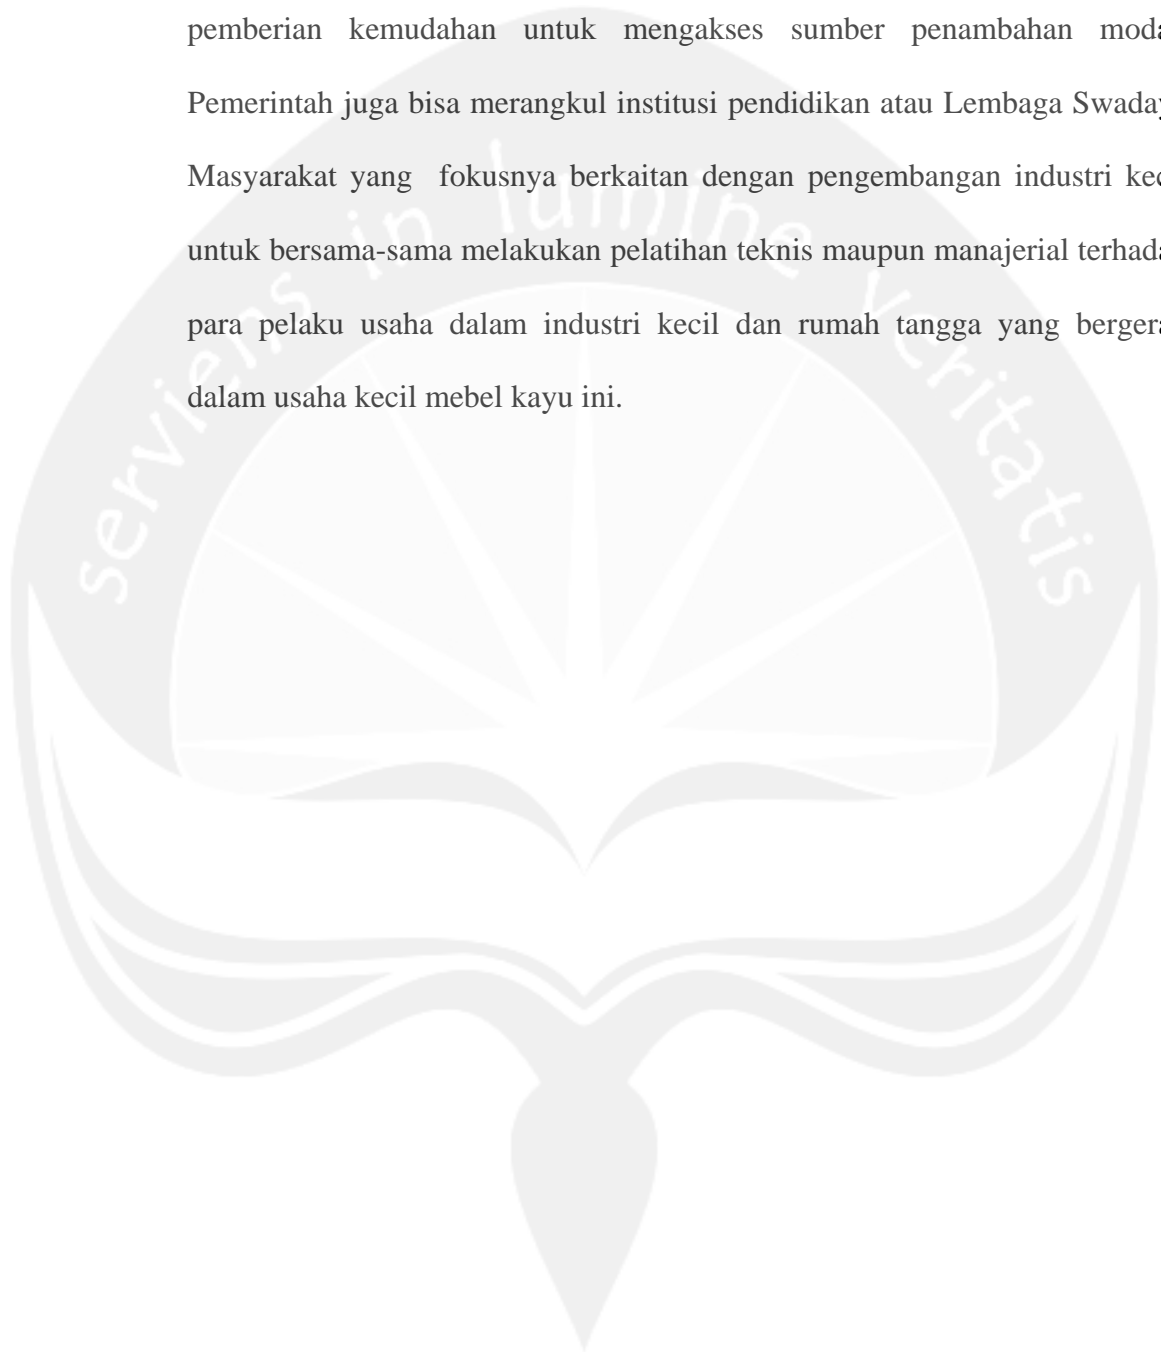 pemberian kemudahan untuk mengakses sumber penambahan moda
Pemerintah juga bisa merangkul institusi pendidikan atau Lembaga Swaday
Masyarakat yang fokusnya berkaitan dengan pengembangan industri kec
untuk bersama-sama melakukan pelatihan teknis maupun manajerial terhada
para pelaku usaha dalam industri kecil dan rumah tangga yang bergera
dalam usaha kecil mebel kayu ini.
serviens in lumine veritatis